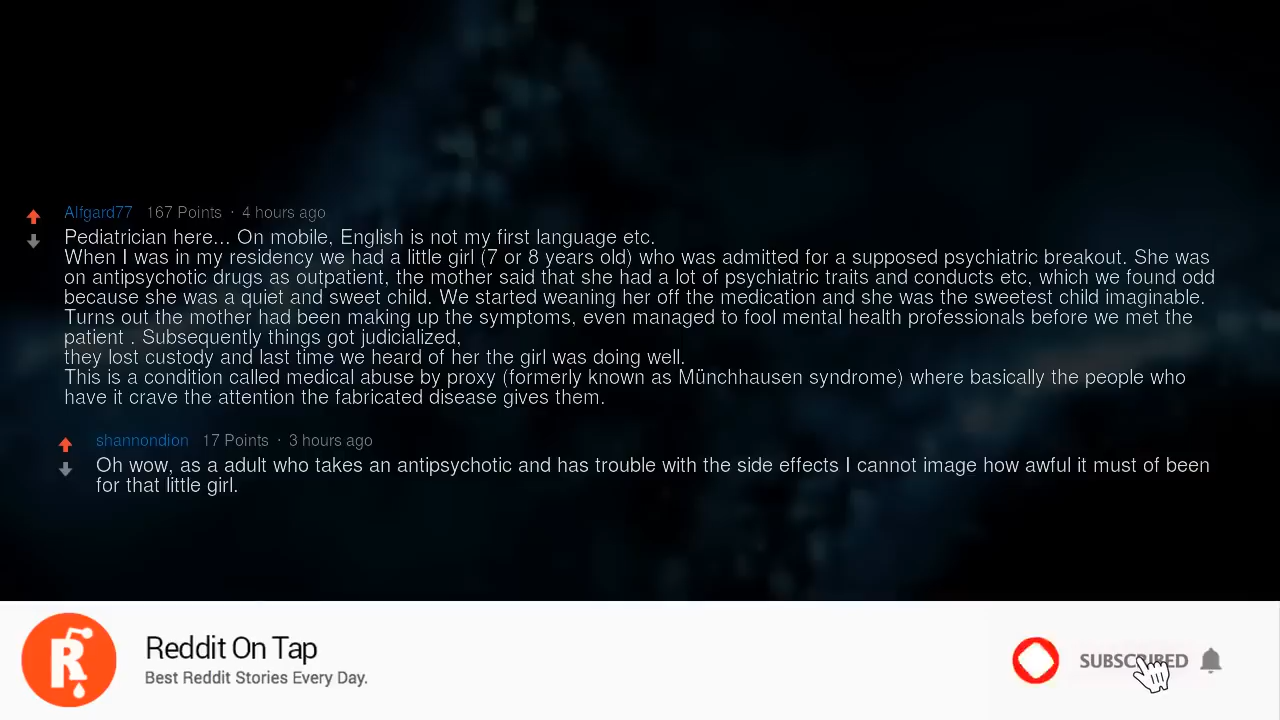 Alfgard77 167 Points · 4 hours ago
Pediatrician here... On mobile, English is not my first language etc.
When I was in my residency we had a little girl (7 or 8 years old) who was admitted for a supposed psychiatric breakout. She was
on antipsychotic drugs as outpatient, the mother said that she had a lot of psychiatric traits and conducts etc, which we found odd
because she was a quiet and sweet child. We started weaning her off the medication and she was the sweetest child imaginable.
Turns out the mother had been making up the symptoms, even managed to fool mental health professionals before we met the
patient . Subsequently things got judicialized,
they lost custody and last time we heard of her the girl was doing well.
This is a condition called medical abuse by proxy (formerly known as Münchhausen syndrome) where basically the people who
have it crave the attention the fabricated disease gives them.
shannondion 17 Points · 3 hours ago
Oh wow, as a adult who takes an antipsychotic and has trouble with the side effects I cannot image how awful it must of been
for that little girl.
Reddit On Tap
Best Reddit Stories Every Day.
SUBSCRIBED